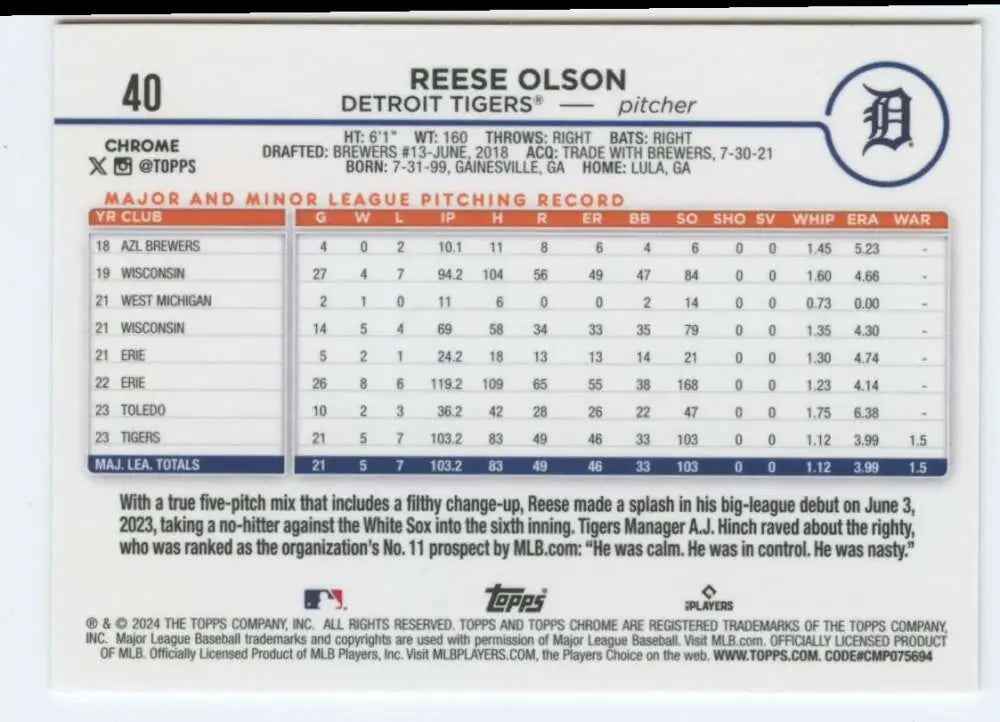 40
REESE OLSON
DETROIT TIGERS® — pitcher
CHROME
@TOPPS
HT: 6'1" WT: 160 THROWS: RIGHT BATS: RIGHT
DRAFTED: BREWERS #13-JUNE, 2018 ACQ: TRADE WITH BREWERS, 7-30-21
BORN: 7-31-99, GAINESVILLE, GA HOME: LULA, GA
D
MAJOR AND MINOR LEAGUE PITCHING RECORD
YR CLUB G W L IP H R ER BB SO SHO SV WHIP ERA WAR
18 AZL BREWERS 4 0 2 10.1 11 8 6 4 6 0 0 1.45 5.23 -
19 WISCONSIN 27 4 7 94.2 104 56 49 47 84 0 0 1.60 4.66 -
21 WEST MICHIGAN 2 1 0 11 6 0 0 2 14 0 0 0.73 0.00 -
21 WISCONSIN 14 5 4 69 58 34 33 35 79 0 0 1.35 4.30 -
21 ERIE 5 2 1 24.2 18 13 13 14 21 0 0 1.30 4.74 -
22 ERIE 26 8 6 119.2 109 65 55 38 168 0 0 1.23 4.14 -
23 TOLEDO 10 2 3 36.2 42 28 26 22 47 0 0 1.75 6.38 -
23 TIGERS 21 5 7 103.2 83 49 46 33 103 0 0 1.12 3.99 1.5
MAJ. LEA. TOTALS 21 5 7 103.2 83 49 46 33 103 0 0 1.12 3.99 1.5
With a true five-pitch mix that includes a filthy change-up, Reese made a splash in his big-league debut on June 3,
2023, taking a no-hitter against the White Sox into the sixth inning. Tigers Manager A.J. Hinch raved about the righty,
who was ranked as the organization's No. 11 prospect by MLB.com: "He was calm. He was in control. He was nasty."
Topps
MLB PLAYERS
® & © 2024 THE TOPPS COMPANY, INC. ALL RIGHTS RESERVED. TOPPS AND TOPPS CHROME ARE REGISTERED TRADEMARKS OF THE TOPPS COMPANY,
INC. Major League Baseball trademarks and copyrights are used with permission of Major League Baseball. Visit MLB.com. OFFICIALLY LICENSED PRODUCT
OF MLB. Officially Licensed Product of MLB Players, Inc. Visit MLBPLAYERS.COM, the Players Choice on the web. WWW.TOPPS.COM. CODE#CMP075694